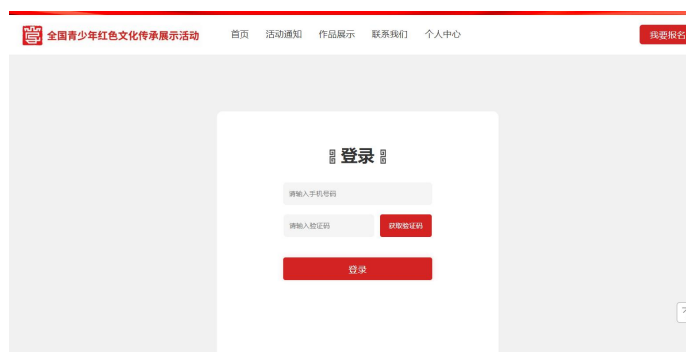 全国青少年红色文化传承展示活动 首页 活动通知 作品展示 联系我们 个人中心 我要报名
登录
请输入手机号码
请输入验证码 获取验证码
登录